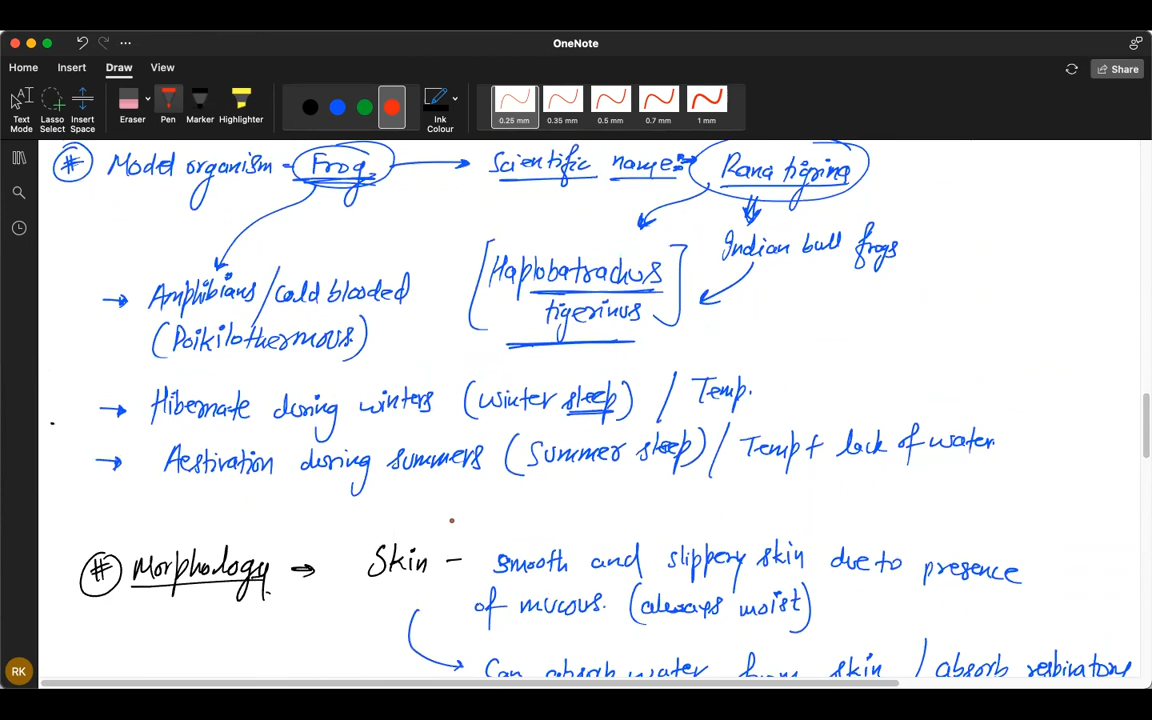 OneNote
Home Insert Draw View
Share
Text Mode
Lasso Select
Insert Space
Eraser
Pen
Marker
Highlighter
Ink Colour
0.25 mm
0.35 mm
0.5 mm
0.7 mm
1 mm
# Model organism - Frog → Scientific name:- Rana tigrina
Indian bull frogs
[Haplobatrachus
tigerinus]
→ Amphibians/cold blooded
(Poikilothermous)
→ Hibernate during winters (winter sleep) / Temp.
→ Aestivation during summers (Summer sleep) / Temp + lack of water.
# Morphology → Skin - smooth and slippery skin due to presence
of mucous. (always moist)
Can absorb water from skin / absorb respiratory
RK